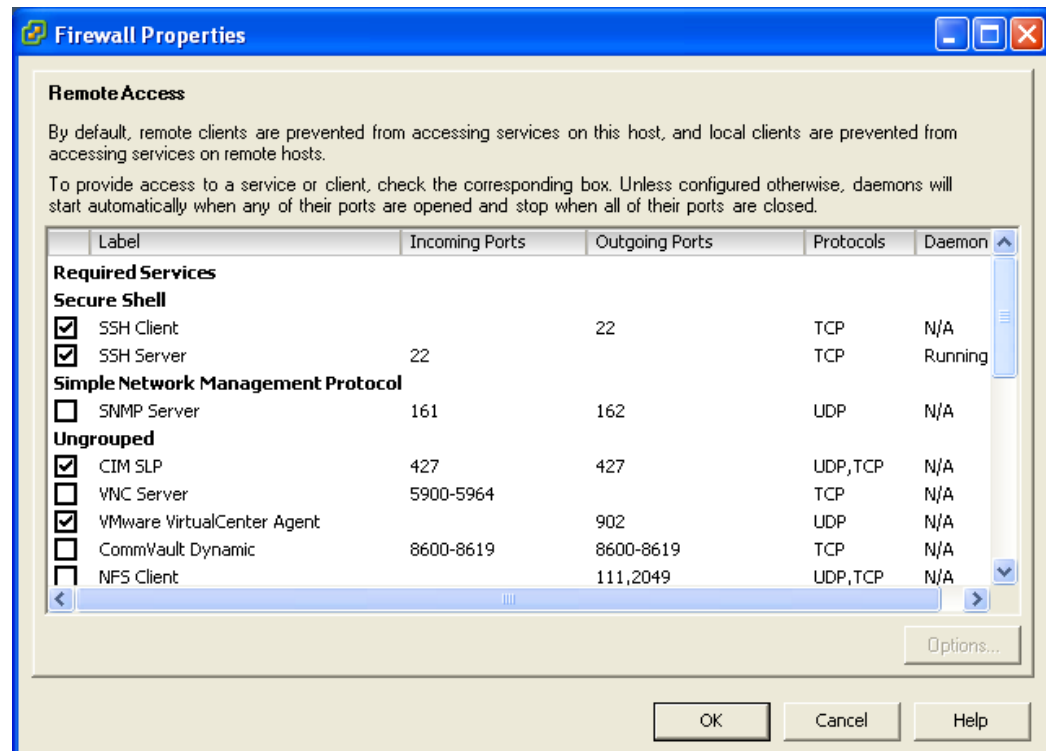 Firewall Properties
Remote Access
By default, remote clients are prevented from accessing services on this host, and local clients are prevented from
accessing services on remote hosts.
To provide access to a service or client, check the corresponding box. Unless configured otherwise, daemons will
start automatically when any of their ports are opened and stop when all of their ports are closed.
Label Incoming Ports Outgoing Ports Protocols Daemon
Required Services
Secure Shell
SSH Client 22 TCP N/A
SSH Server 22 TCP Running
Simple Network Management Protocol
SNMP Server 161 162 UDP N/A
Ungrouped
CIM SLP 427 427 UDP,TCP N/A
VNC Server 5900-5964 TCP N/A
VMware VirtualCenter Agent 902 UDP N/A
CommVault Dynamic 8600-8619 8600-8619 TCP N/A
NFS Client 111,2049 UDP,TCP N/A
Options...
OK Cancel Help